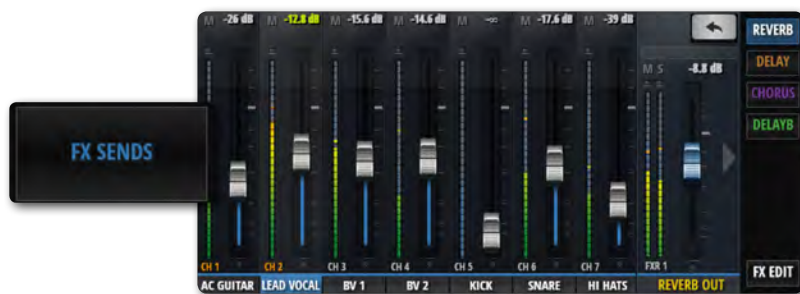 M -26 dB M -12.8 dB M -15.6 dB M -14.6 dB M -∞ M -17.6 dB M -39 dB
REVERB
DELAY
M S -8.8 dB
CHORUS
DELAYB
FX SENDS
CH 1 CH 2 CH 3 CH 4 CH 5 CH 6 CH 7 FXR 1
FX EDIT
AC GUITAR LEAD VOCAL BV 1 BV 2 KICK SNARE HI HATS REVERB OUT